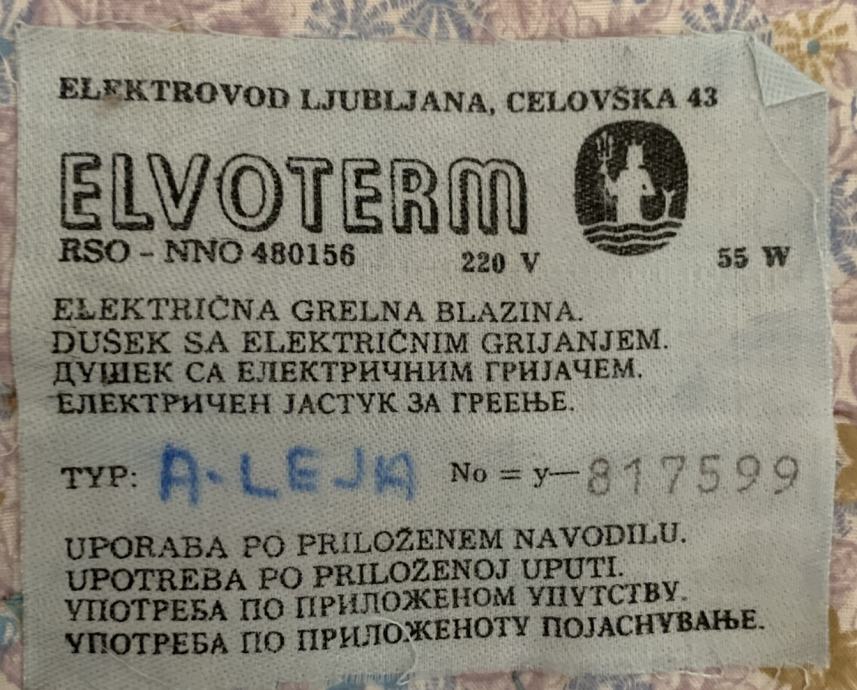 ELEKTROVOD LJUBLJANA, CELOVŠKA 43
ELVOTERM
RSO - NNO 480156 220 V 55 W
ELEKTRIČNA GRELNA BLAZINA.
DUŠEK SA ELEKTRIČNIM GRIJANJEM.
ДУШЕК СА ЕЛЕКТРИЧНИМ ГРИЈАЧЕМ.
ЕЛЕКТРИЧЕН ЈАСТУК ЗА ГРЕЕЊЕ.
TYP: A-LEJA No = y—817599
UPORABA PO PRILOŽENEM NAVODILU.
UPOTREBA PO PRILOŽENOJ UPUTI.
УПОТРЕБА ПО ПРИЛОЖЕНОМ УПУТСТВУ.
УПОТРЕБА ПО ПРИЛОЖЕНОТУ ПОЈАСНУВАЊЕ.